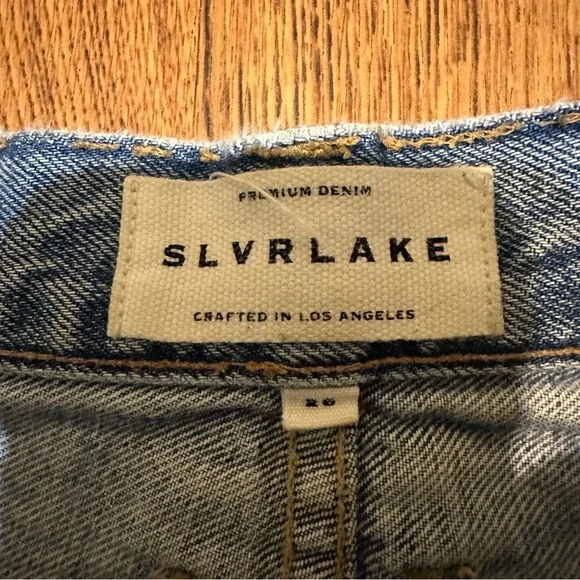 PREMIUM DENIM
SLVRLAKE
CRAFTED IN LOS ANGELES
26